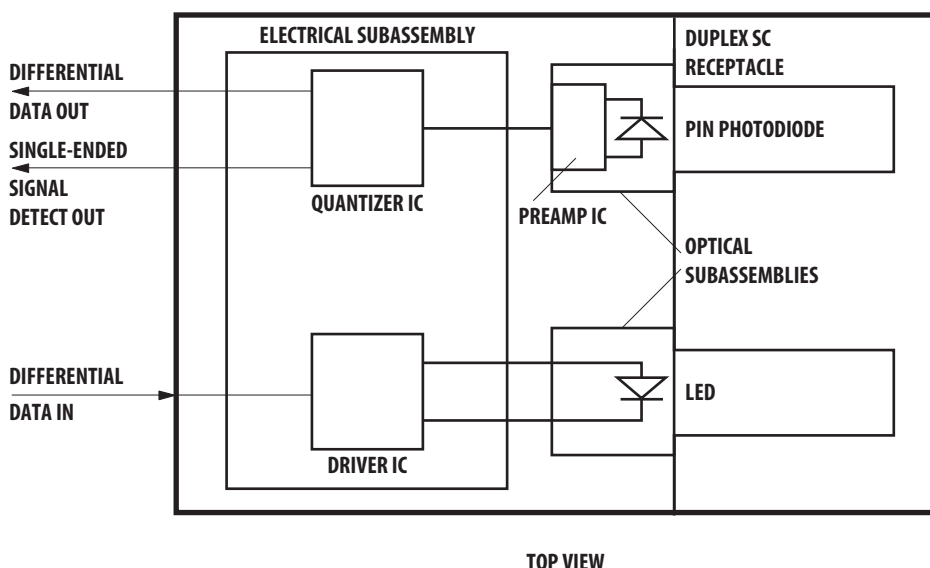 ELECTRICAL SUBASSEMBLY
DUPLEX SC
RECEPTACLE
DIFFERENTIAL
DATA OUT
SINGLE-ENDED
SIGNAL
DETECT OUT
QUANTIZER IC
PREAMP IC
PIN PHOTODIODE
OPTICAL
SUBASSEMBLIES
DIFFERENTIAL
DATA IN
DRIVER IC
LED
TOP VIEW